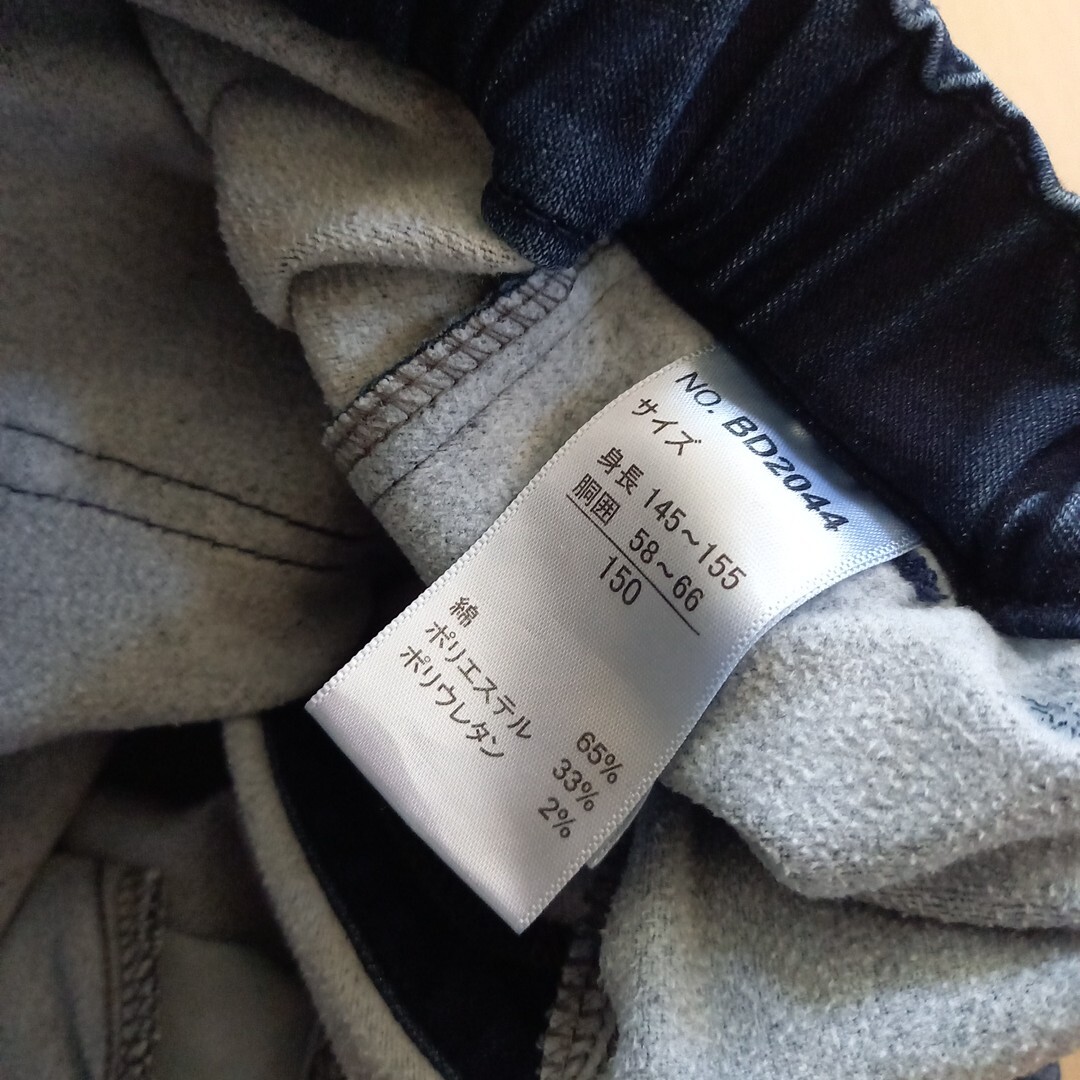 NO. BD2044
サイズ
身長 145～155
胴囲 58～66
150
綿 65%
ポリエステル 33%
ポリウレタン 2%